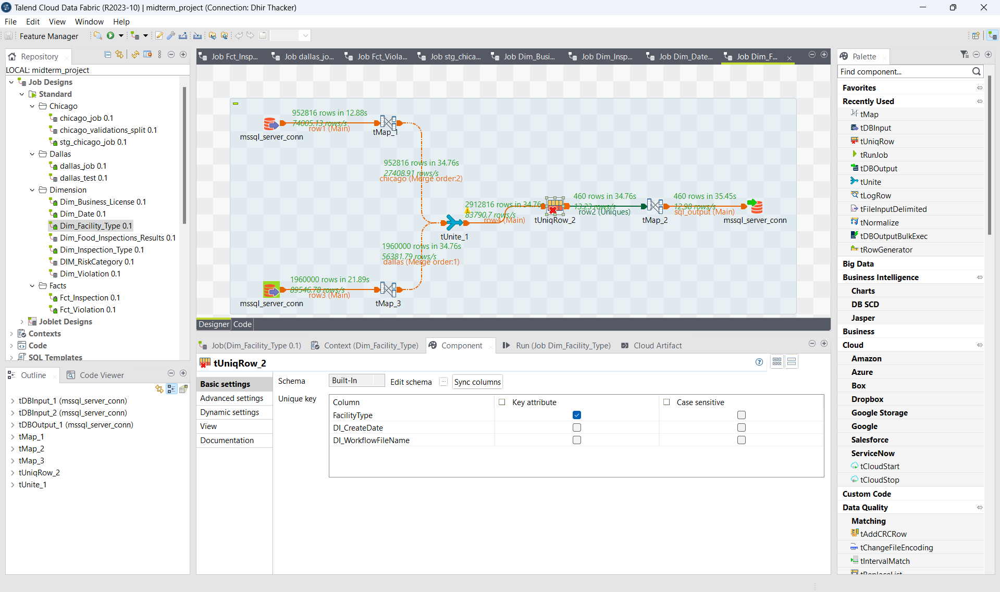 Talend Cloud Data Fabric (R2023-10) | midterm_project (Connection: Dhir Thacker)
File Edit View Window Help
Feature Manager
Repository
LOCAL: midterm_project
Job Designs
Standard
Chicago
chicago_job 0.1
chicago_validations_split 0.1
stg_chicago_job 0.1
Dallas
dallas_job 0.1
dallas_test 0.1
Dimension
Dim_Business_License 0.1
Dim_Date 0.1
Dim_Facility_Type 0.1
Dim_Food_Inspections_Results 0.1
Dim_Inspection_Type 0.1
DIM_RiskCategory 0.1
Dim_Violation 0.1
Facts
Fct_Inspection 0.1
Fct_Violation 0.1
Joblet Designs
Contexts
Code
SQL Templates
Outline
Code Viewer
tDBInput_1 (mssql_server_conn)
tDBInput_2 (mssql_server_conn)
tDBOutput_1 (mssql_server_conn)
tMap_1
tMap_2
tMap_3
tUniqRow_2
tUnite_1
Job Fct_Insp...
Job dallas_jo...
Job Fct_Viola...
Job stg_chica...
Job Dim_Busi...
Job Dim_Insp...
Job Dim_Date...
Job Dim_F...
952816 rows in 12.88s
74005.13 rows/s
row1 (Main)
mssql_server_conn
tMap_1
952816 rows in 34.76s
27408.91 rows/s
chicago (Merge order:2)
2912816 rows in 34.76s
83790.7 rows/s
row4 (Main)
tUnite_1
tUniqRow_2
460 rows in 34.76s
13.23 rows/s
row2 (Uniques)
tMap_2
460 rows in 35.45s
12.98 rows/s
sql_output (Main)
mssql_server_conn
1960000 rows in 34.76s
56381.79 rows/s
dallas (Merge order:1)
1960000 rows in 21.89s
89546.78 rows/s
row3 (Main)
mssql_server_conn
tMap_3
Designer
Code
Job(Dim_Facility_Type 0.1)
Context (Dim_Facility_Type)
Component
Run (Job Dim_Facility_Type)
Cloud Artifact
tUniqRow_2
Basic settings
Advanced settings
Dynamic settings
View
Documentation
Schema
Built-In
Edit schema
...
Sync columns
Unique key
Column
Key attribute
Case sensitive
FacilityType
DI_CreateDate
DI_WorkflowFileName
Palette
Find component...
Favorites
Recently Used
tMap
tDBInput
tUniqRow
tRunJob
tDBOutput
tUnite
tLogRow
tFileInputDelimited
tNormalize
tDBOutputBulkExec
tRowGenerator
Big Data
Business Intelligence
Charts
DB SCD
Jasper
Business
Cloud
Amazon
Azure
Box
Dropbox
Google Storage
Google
Salesforce
ServiceNow
tCloudStart
tCloudStop
Custom Code
Data Quality
Matching
tAddCRCRow
tChangeFileEncoding
tIntervalMatch
tReplaceList